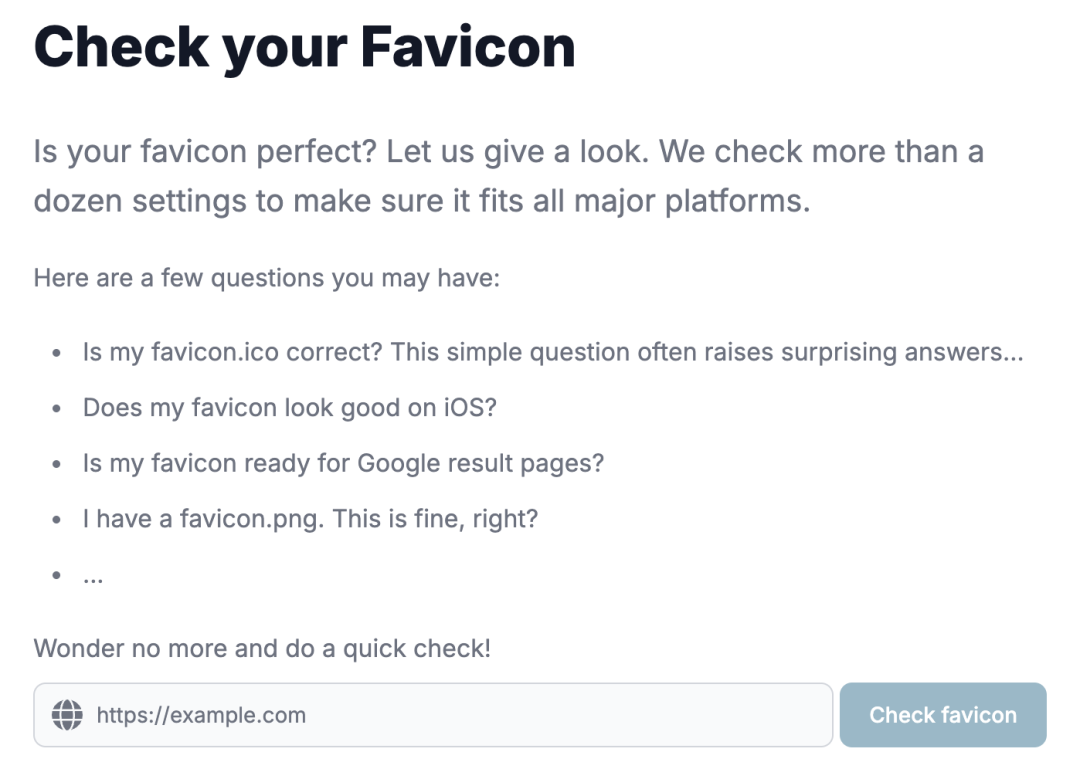 Check your Favicon
Is your favicon perfect? Let us give a look. We check more than a
dozen settings to make sure it fits all major platforms.
Here are a few questions you may have:
• Is my favicon.ico correct? This simple question often raises surprising answers...
• Does my favicon look good on iOS?
• Is my favicon ready for Google result pages?
• I have a favicon.png. This is fine, right?
• ...
Wonder no more and do a quick check!
https://example.com
Check favicon